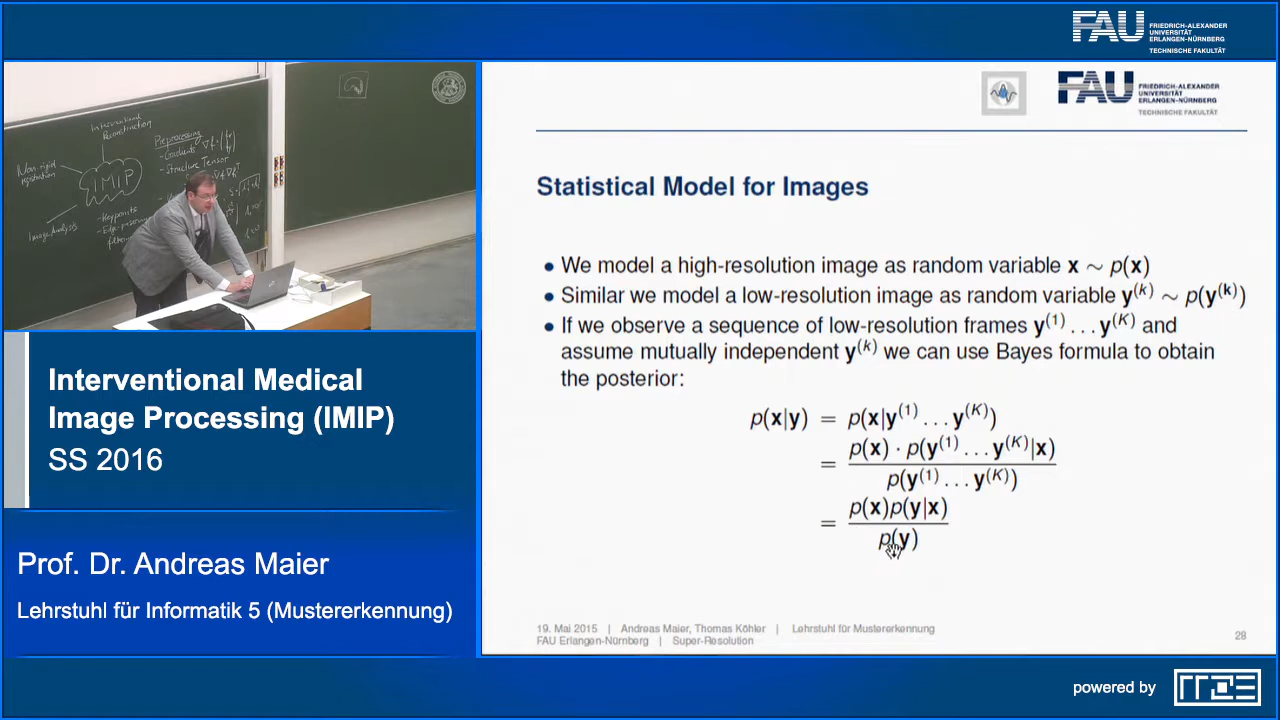 FAU FRIEDRICH-ALEXANDER
UNIVERSITÄT
ERLANGEN-NÜRNBERG
TECHNISCHE FAKULTÄT
Interventional
Reconstruction
Non-rigid
registration
IMIP
Image Analysis
Preprocessing
- Gradients ∇f = 
- Structure Tensor
- Keypoints
FAU FRIEDRICH-ALEXANDER
UNIVERSITÄT
ERLANGEN-NÜRNBERG
TECHNISCHE FAKULTÄT
Statistical Model for Images
• We model a high-resolution image as random variable x ∼ p(x)
• Similar we model a low-resolution image as random variable y^(k) ∼ p(y^(k))
• If we observe a sequence of low-resolution frames y^(1) . . . y^(K) and
assume mutually independent y^(k) we can use Bayes formula to obtain
the posterior:
p(x|y) = p(x|y^(1) . . . y^(K))
= p(x) · p(y^(1) . . . y^(K)|x) / p(y^(1) . . . y^(K))
= p(x)p(y|x) / p(y)
19. Mai 2015 | Andreas Maier, Thomas Köhler | Lehrstuhl für Mustererkennung
FAU Erlangen-Nürnberg | Super-Resolution
28
Interventional Medical
Image Processing (IMIP)
SS 2016
Prof. Dr. Andreas Maier
Lehrstuhl für Informatik 5 (Mustererkennung)
powered by